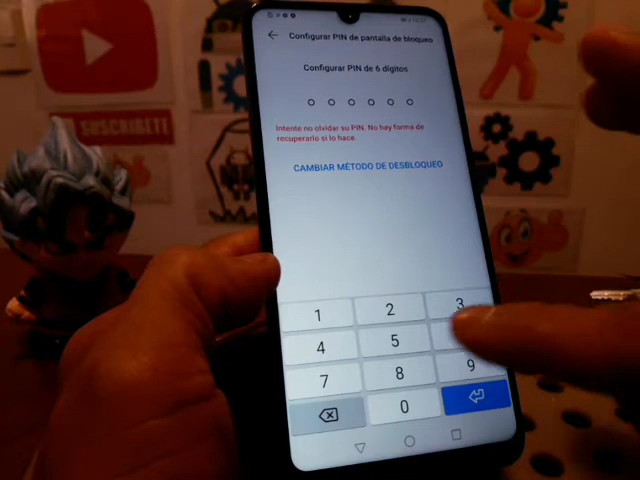 Configurar PIN de pantalla de bloqueo
Configurar PIN de 6 dígitos
Intente no olvidar su PIN. No hay forma de
recuperarlo si lo hace.
CAMBIAR MÉTODO DE DESBLOQUEO
SUSCRIBETE
1 2 3
4 5
7 8 9
0